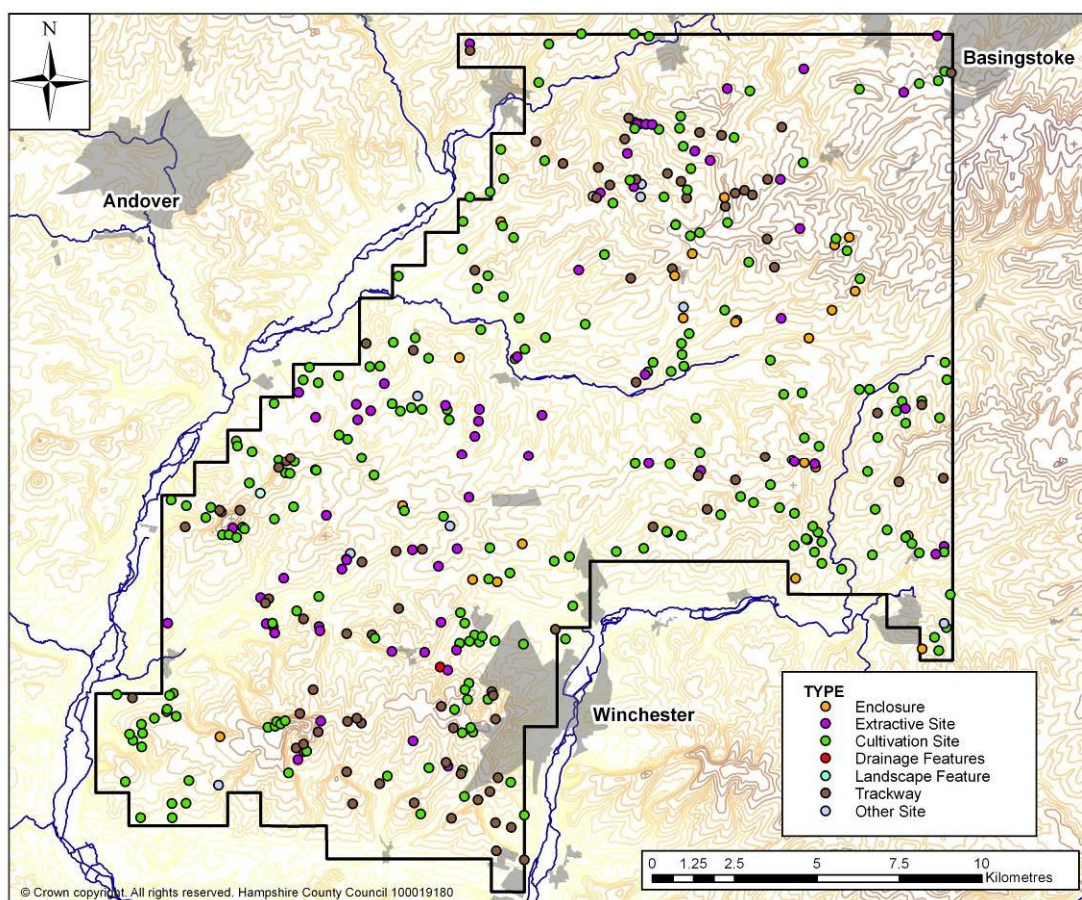 N
Basingstoke
Andover
Winchester
TYPE
Enclosure
Extractive Site
Cultivation Site
Drainage Features
Landscape Feature
Trackway
Other Site
0 1.25 2.5 5 7.5 10
Kilometres
© Crown copyright. All rights reserved. Hampshire County Council 100019180